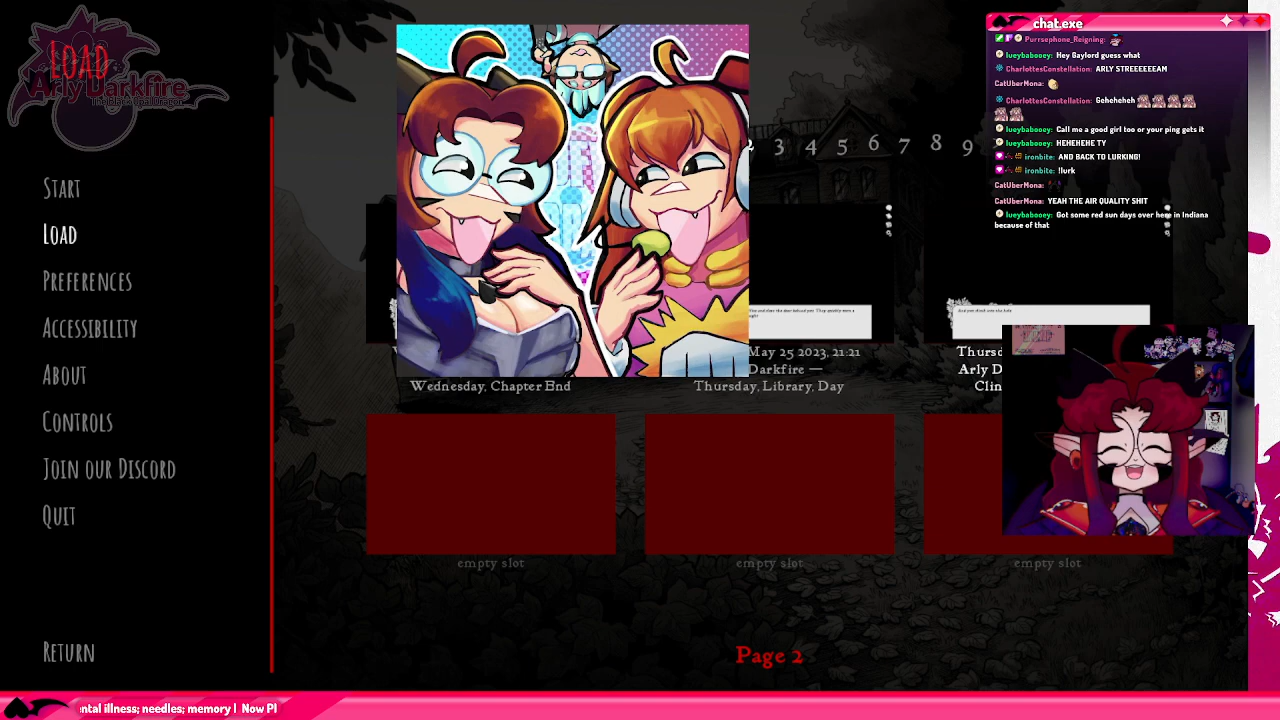 LOAD
Arly Darkfire
START
LOAD
PREFERENCES
ACCESSIBILITY
ABOUT
CONTROLS
JOIN OUR DISCORD
QUIT
RETURN
2 3 4 5 6 7 8 9
Wednesday, Chapter End
May 25 2023, 21:21
Darkfire —
Thursday, Library, Day
Thursd
Arly D
Clin
empty slot
empty slot
empty slot
Page 2
chat.exe
Purrsephone_Reigning:
lueybabooey: Hey Gaylord guess what
CharlottesConstellation: ARLY STREEEEEEAM
CatUberMona:
CharlottesConstellation: Geheheheh
lueybabooey: Call me a good girl too or your ping gets it
lueybabooey: HEHEHEHE TY
ironbite: AND BACK TO LURKING!
ironbite: !lurk
CatUberMona:
CatUberMona: YEAH THE AIR QUALITY SHIT
lueybabooey: Got some red sun days over here in Indiana
because of that
ntal illness; needles; memory l Now Pl